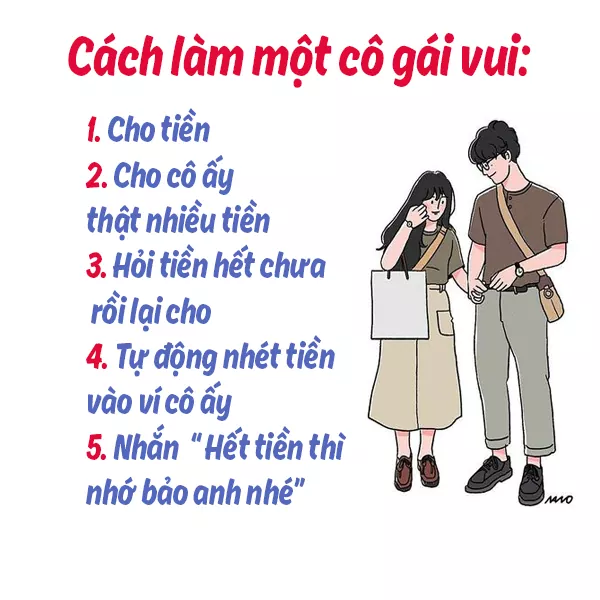 Cách làm một cô gái vui:
1. Cho tiền
2. Cho cô ấy
thật nhiều tiền
3. Hỏi tiền hết chưa
rồi lại cho
4. Tự động nhét tiền
vào ví cô ấy
5. Nhắn “Hết tiền thì
nhớ bảo anh nhé”